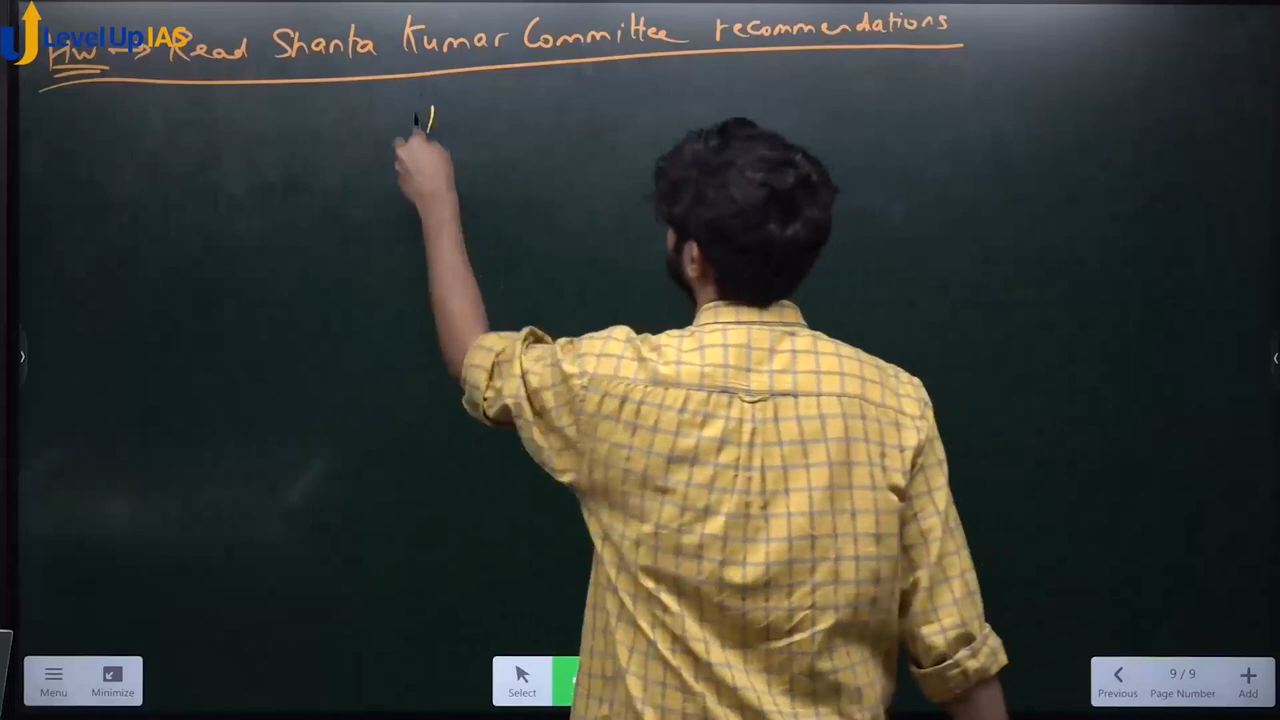 LevelUp IAS
HW → Read Shanta Kumar Committee recommendations
Menu
Minimize
Select
Previous
9 / 9
Page Number
Add